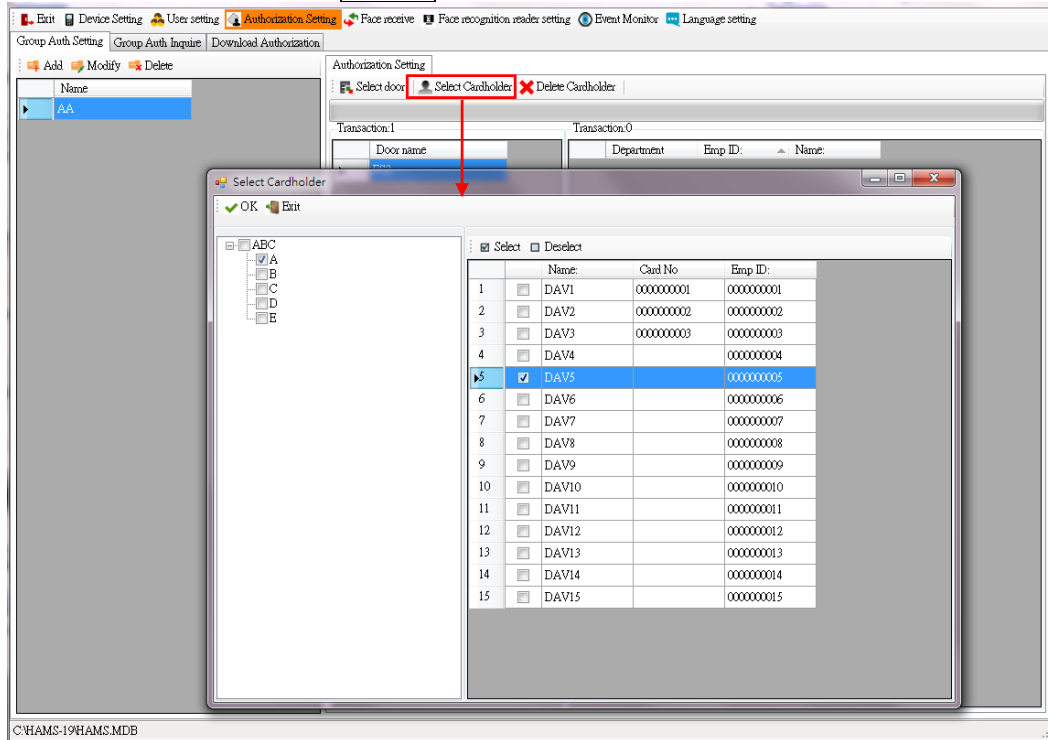 Exit Device Setting User setting Authorization Setting Face receive Face recognition reader setting Event Monitor Language setting
Group Auth Setting Group Auth Inquire Download Authorization
Add Modify Delete
Name
AA
Authorization Setting
Select door Select Cardholder Delete Cardholder
Transaction:1
Door name
Transaction:0
Department Emp ID: Name:
Select Cardholder
OK Exit
ABC
A
B
C
D
E
Select Deselect
Name: Card No Emp ID:
1 DAV1 0000000001 0000000001
2 DAV2 0000000002 0000000002
3 DAV3 0000000003 0000000003
4 DAV4 0000000004
5 DAV5 0000000005
6 DAV6 0000000006
7 DAV7 0000000007
8 DAV8 0000000008
9 DAV9 0000000009
10 DAV10 0000000010
11 DAV11 0000000011
12 DAV12 0000000012
13 DAV13 0000000013
14 DAV14 0000000014
15 DAV15 0000000015
C:\HAMS-19\HAMS.MDB